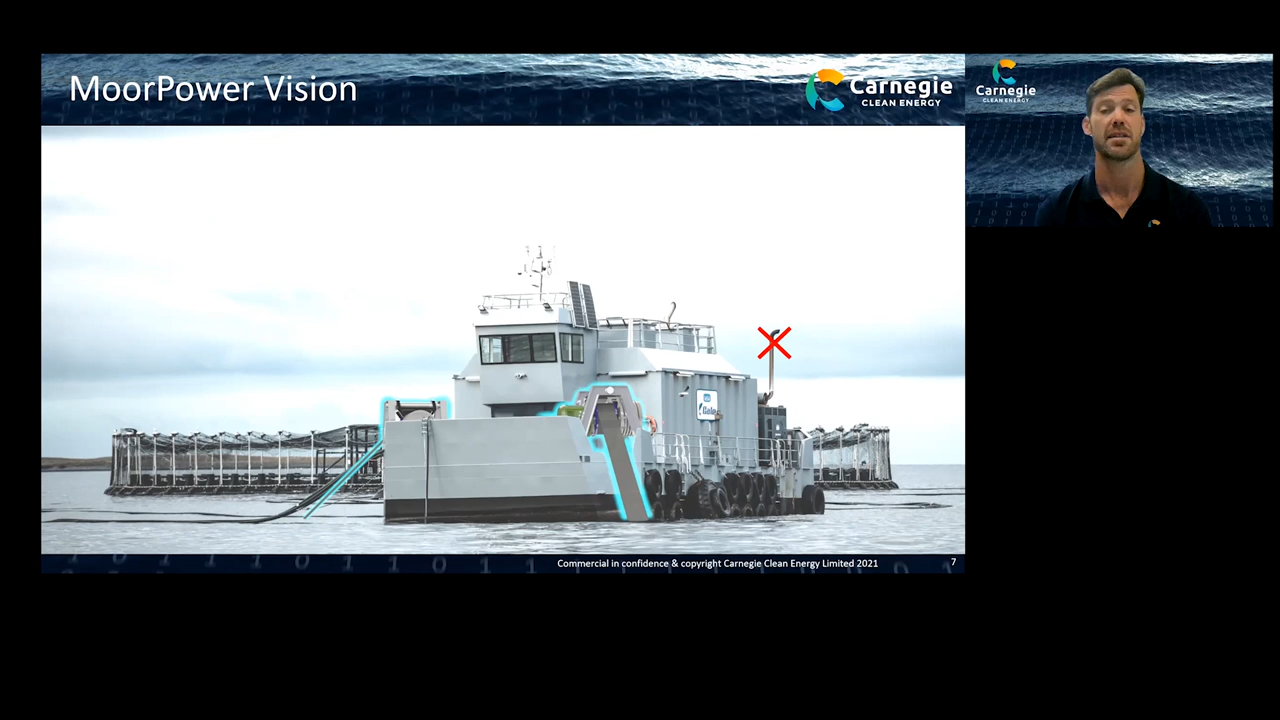 MoorPower Vision
Carnegie
CLEAN ENERGY
Carnegie
CLEAN ENERGY
Commercial in confidence & copyright Carnegie Clean Energy Limited 2021
7